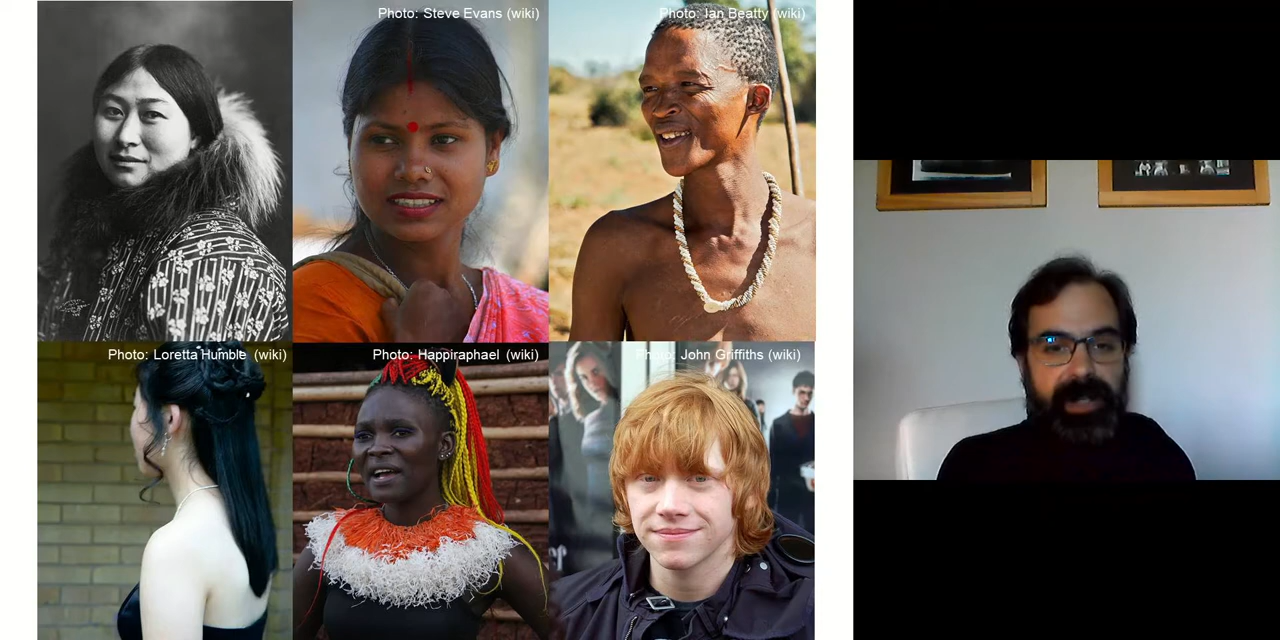 Photo: Steve Evans (wiki)
Photo: Ian Beatty (wiki)
Photo: Loretta Humble (wiki)
Photo: Happiraphael (wiki)
Photo: John Griffiths (wiki)